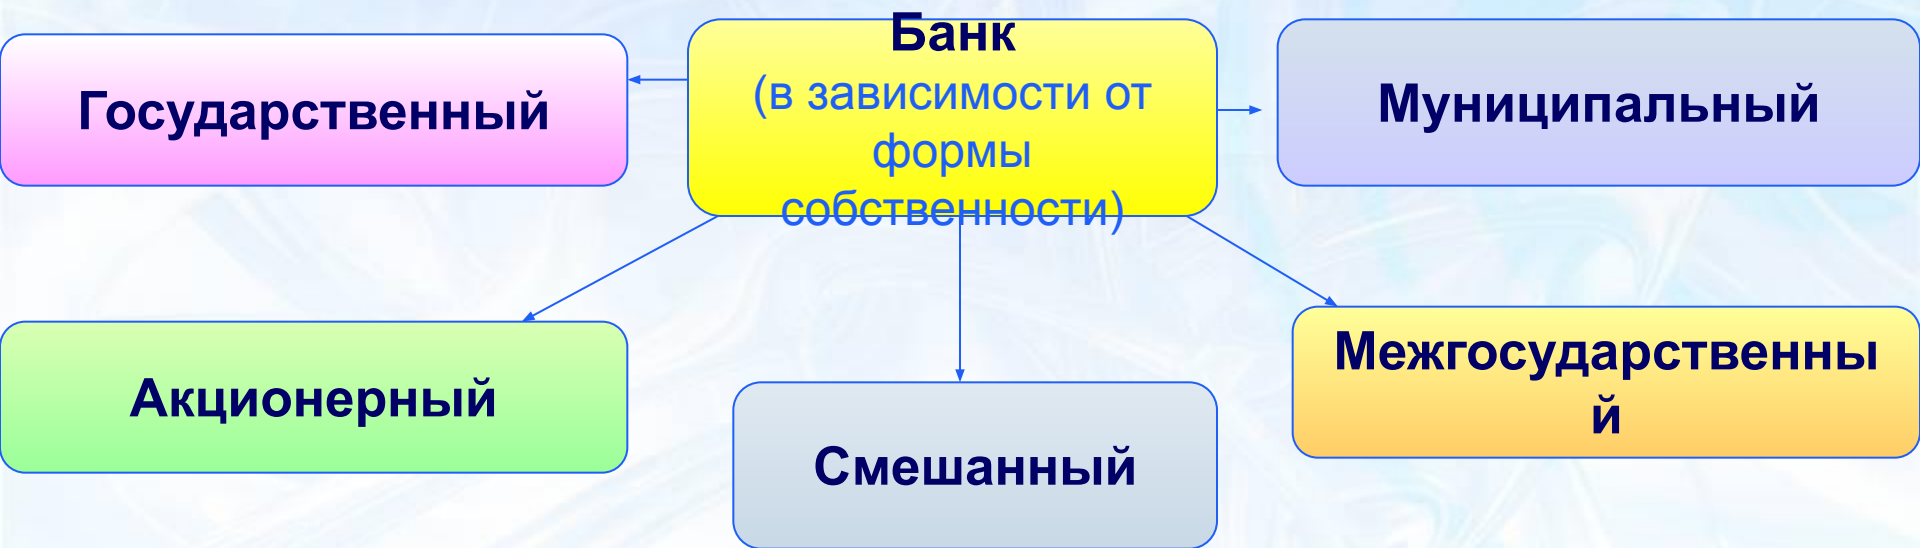 Банк
(в зависимости от
формы
собственности)
Государственный
Муниципальный
Акционерный
Смешанный
Межгосударственны
й